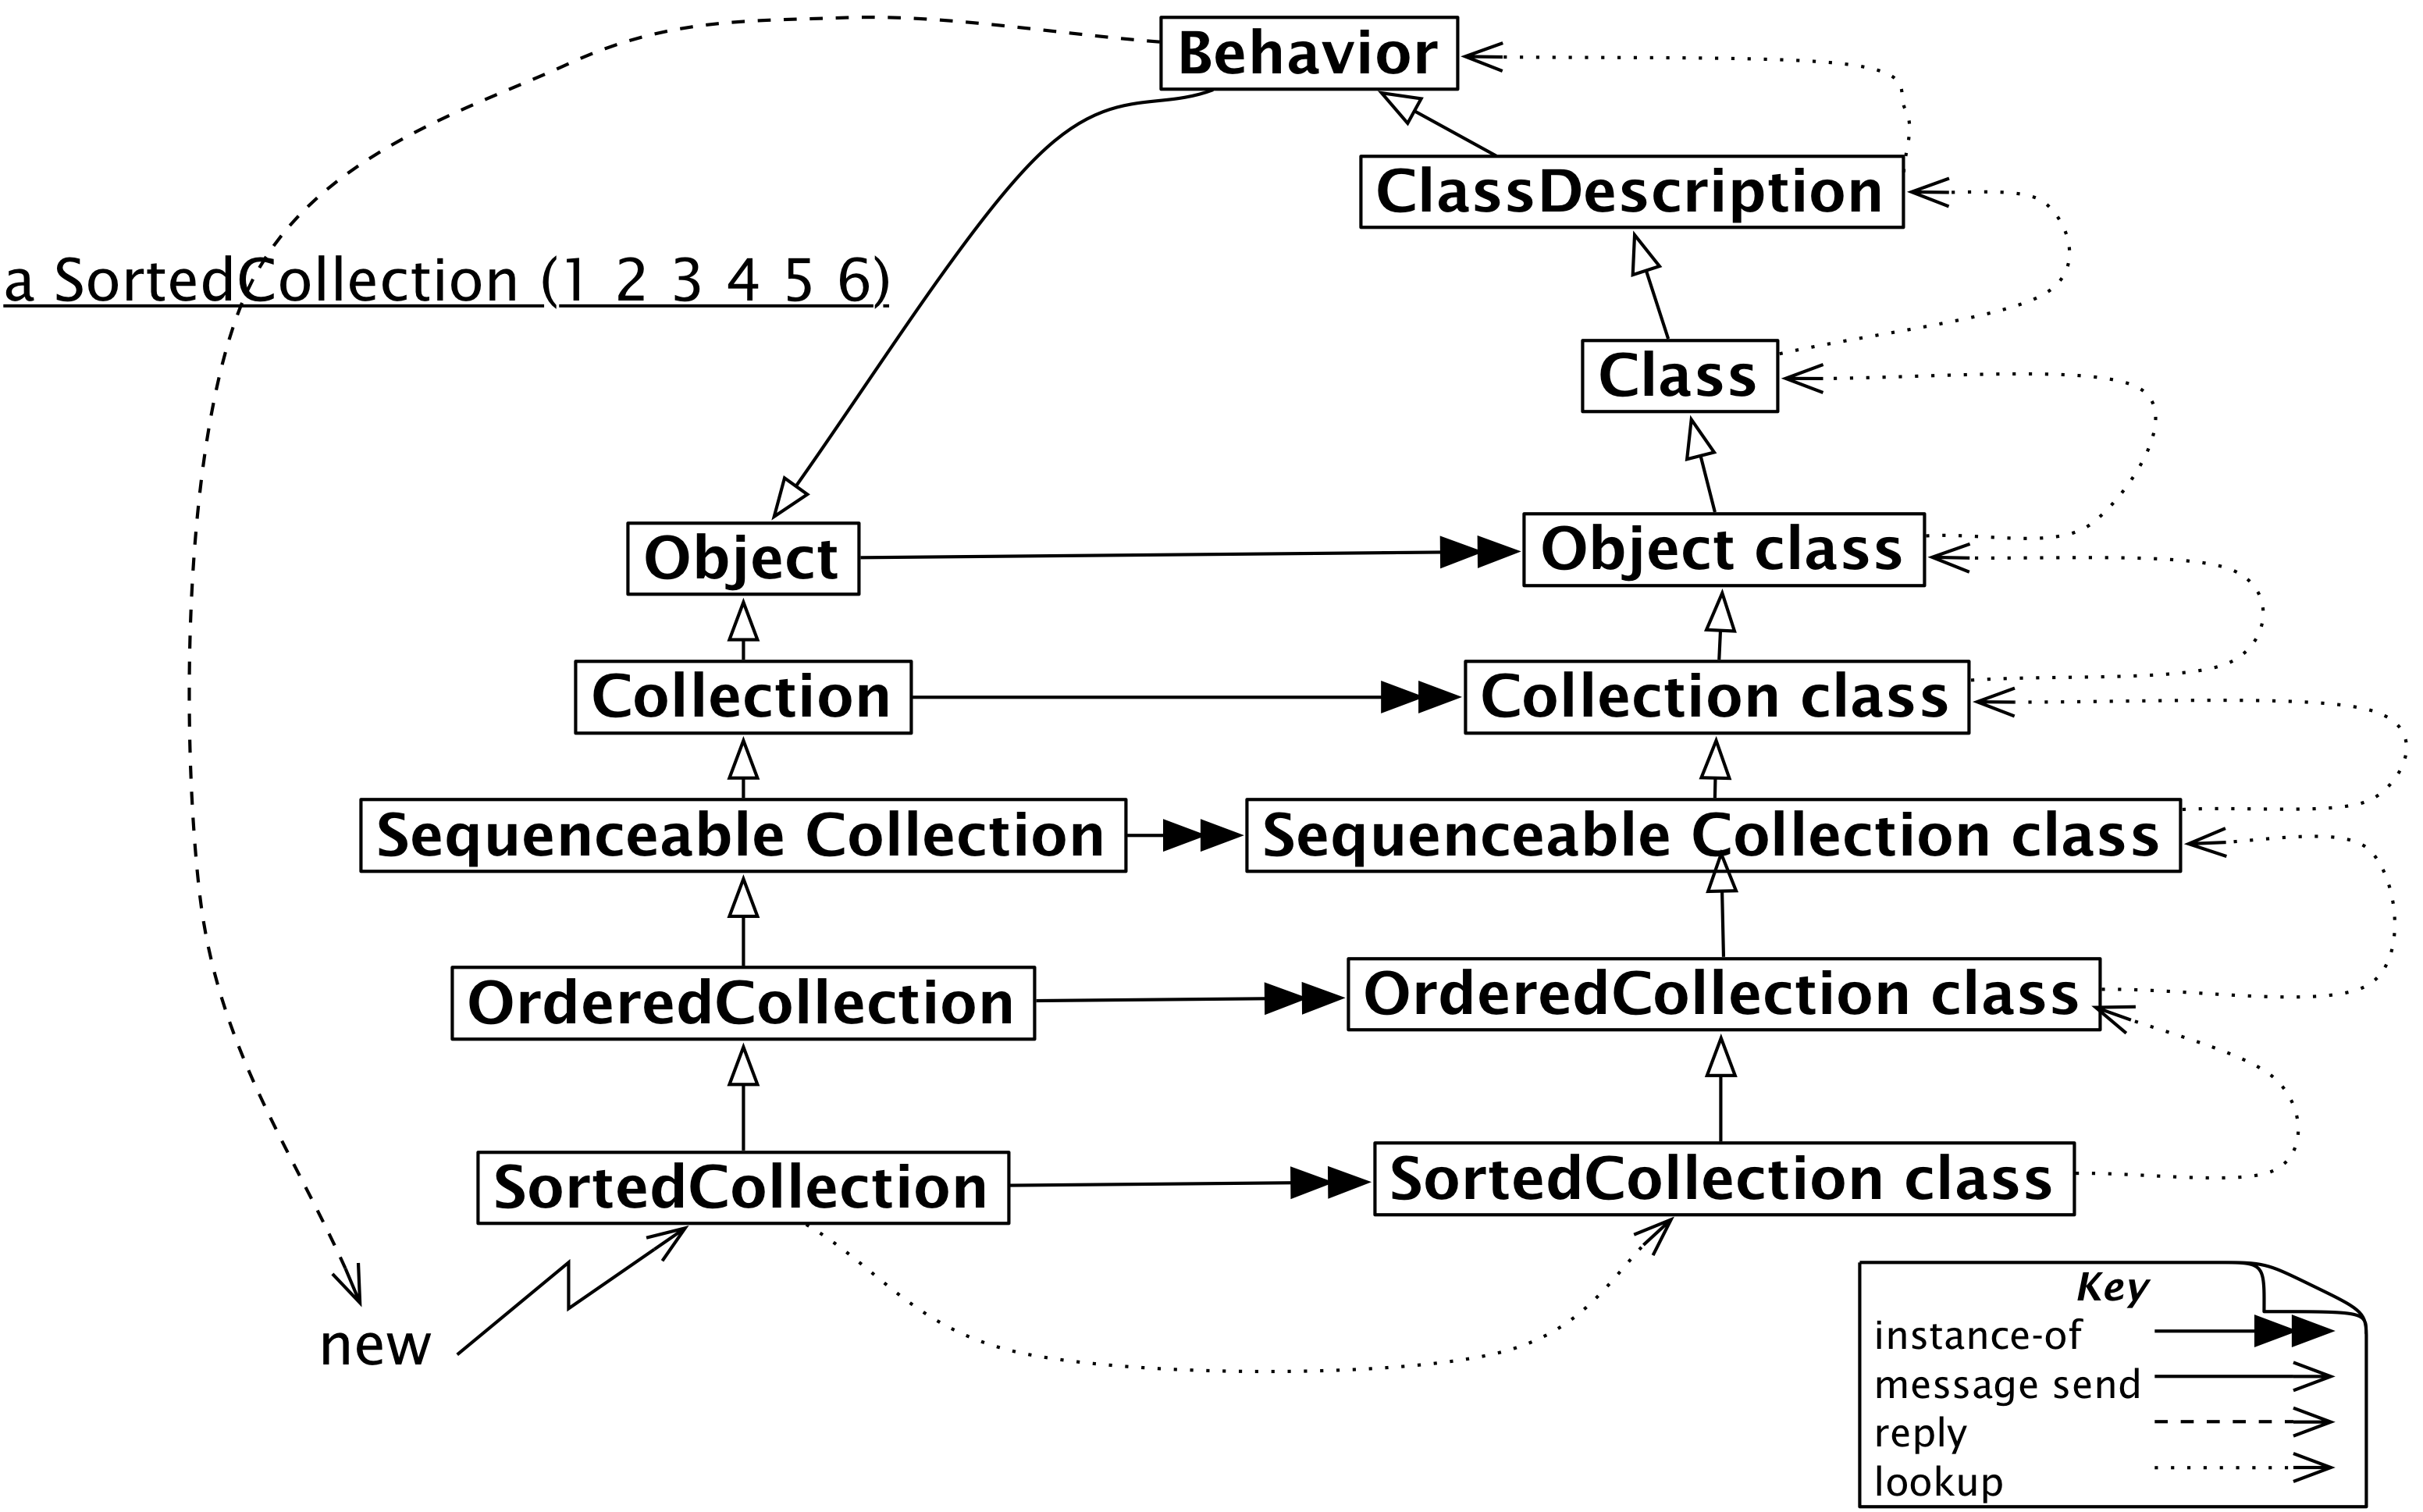 Behavior
ClassDescription
a SortedCollection (1 2 3 4 5 6)
Class
Object
Object class
Collection
Collection class
Sequenceable Collection
Sequenceable Collection class
OrderedCollection
OrderedCollection class
SortedCollection
SortedCollection class
new
Key
instance-of
message send
reply
lookup